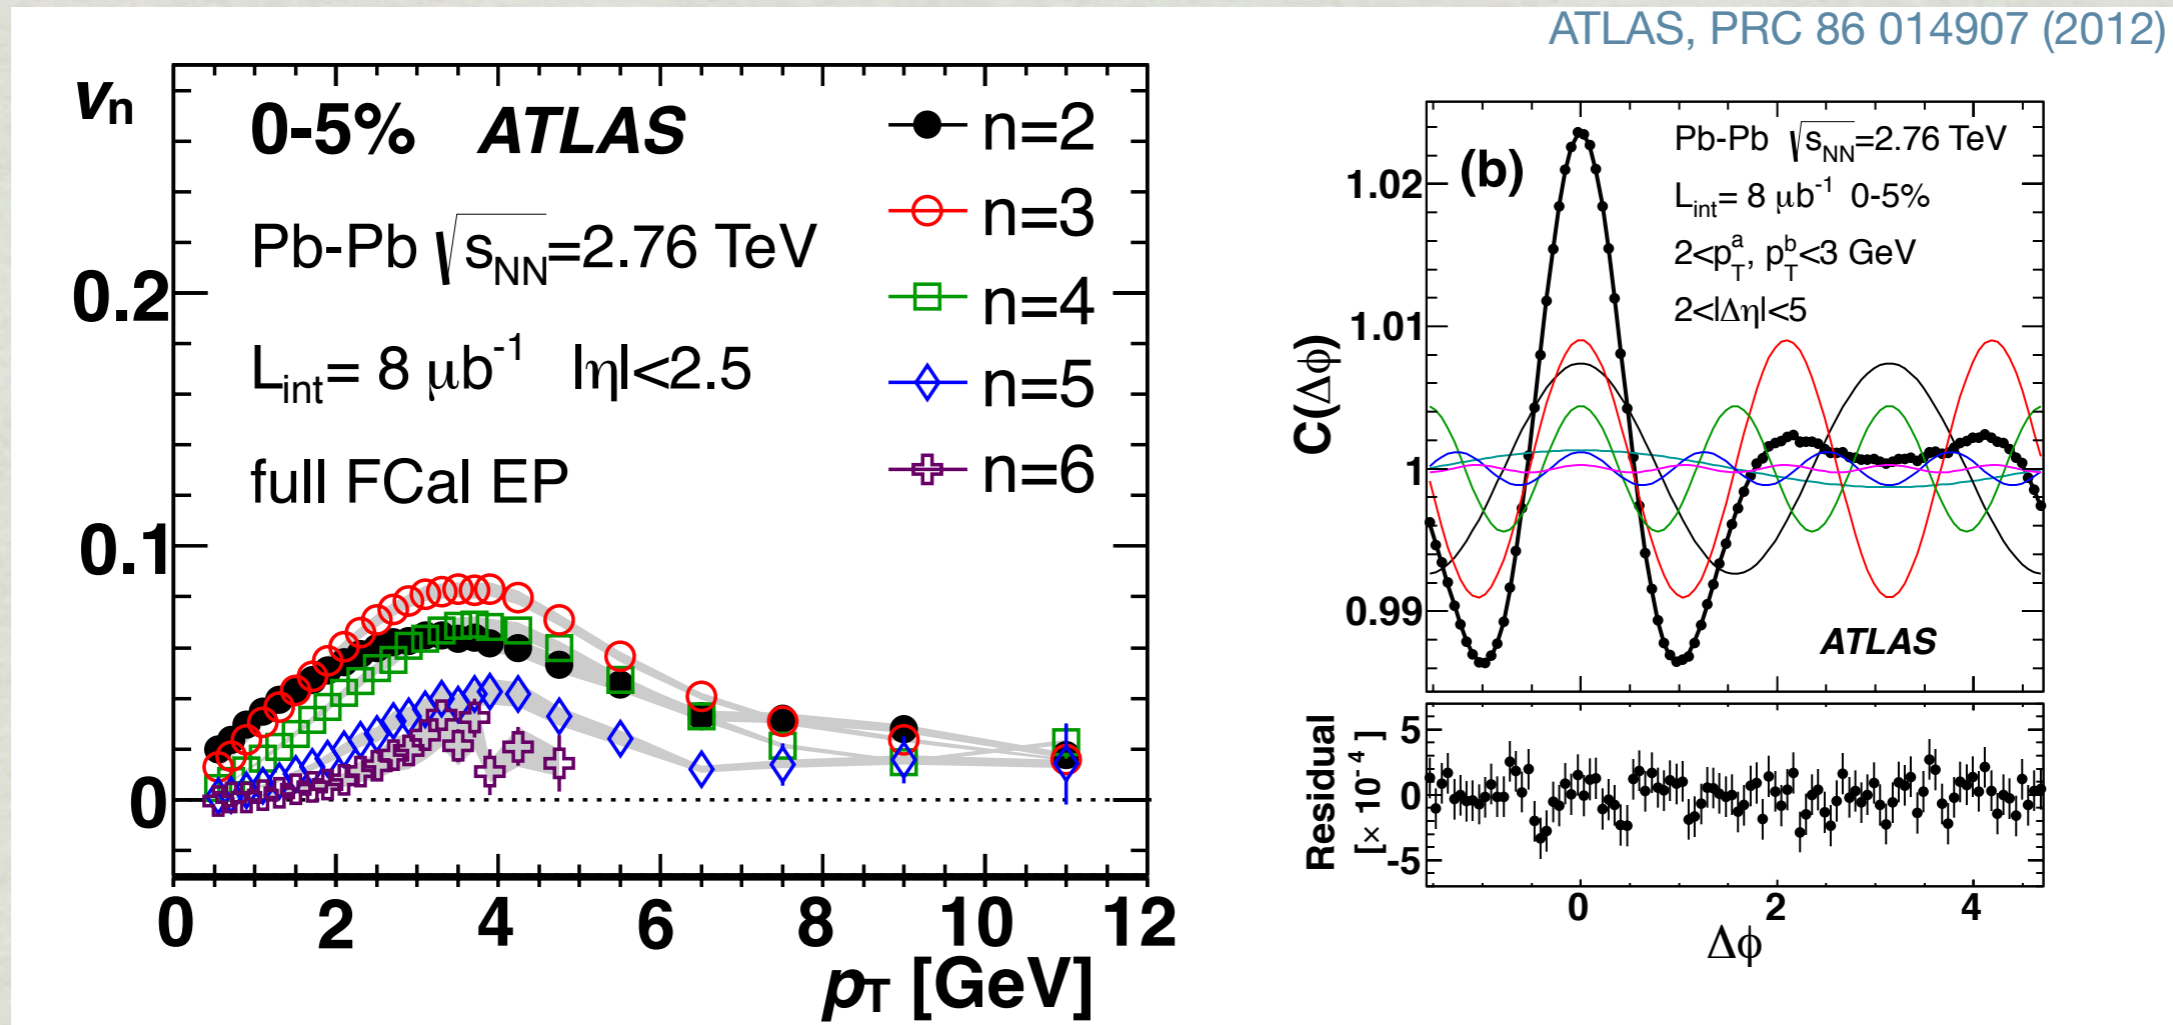 ATLAS, PRC 86 014907 (2012)
vn
0-5% ATLAS
Pb-Pb √sNN=2.76 TeV
Lint= 8 μb-1 |η|<2.5
full FCal EP
n=2
n=3
n=4
n=5
n=6
0.2
0.1
0
0 2 4 6 8 10 12
pT [GeV]
(b)
Pb-Pb √sNN=2.76 TeV
Lint= 8 μb-1 0-5%
2<pTa, pTb<3 GeV
2<|Δη|<5
C(Δϕ)
1.02
1.01
1
0.99
ATLAS
Residual
[× 10-4 ]
5
0
-5
0 2 4
Δϕ